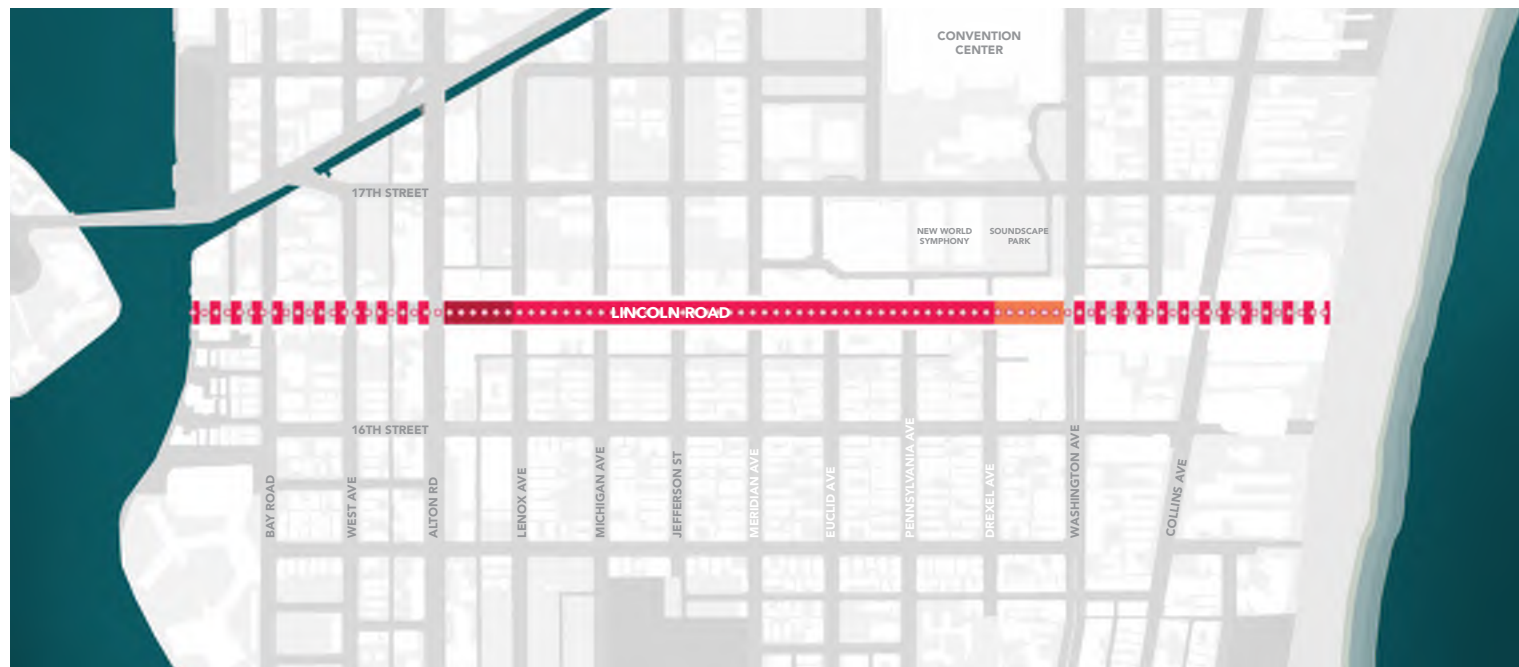 CONVENTION
CENTER
17TH STREET
NEW WORLD
SYMPHONY
SOUNDSCAPE
PARK
LINCOLN ROAD
16TH STREET
BAY ROAD
WEST AVE
ALTON RD
LENOX AVE
MICHIGAN AVE
JEFFERSON ST
MERIDIAN AVE
EUCLID AVE
PENNSYLVANIA AVE
DREXEL AVE
WASHINGTON AVE
COLLINS AVE